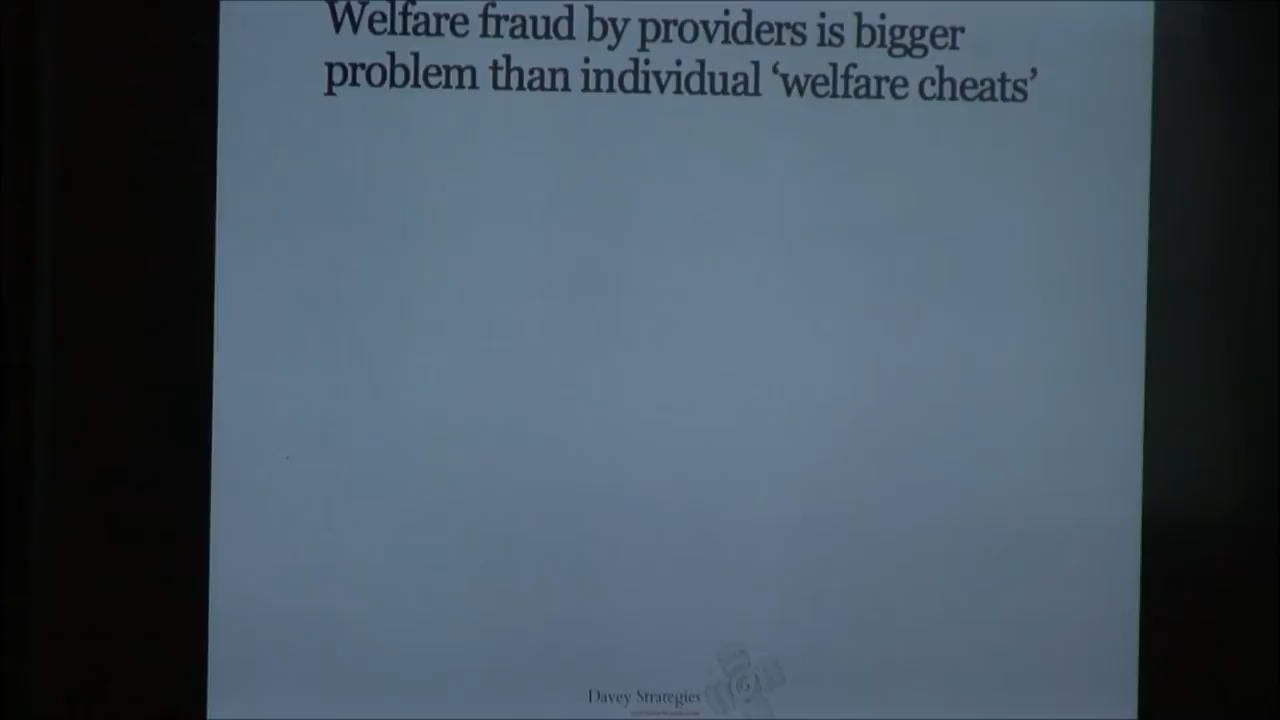 Welfare fraud by providers is bigger
problem than individual ‘welfare cheats’
Davey Strategies